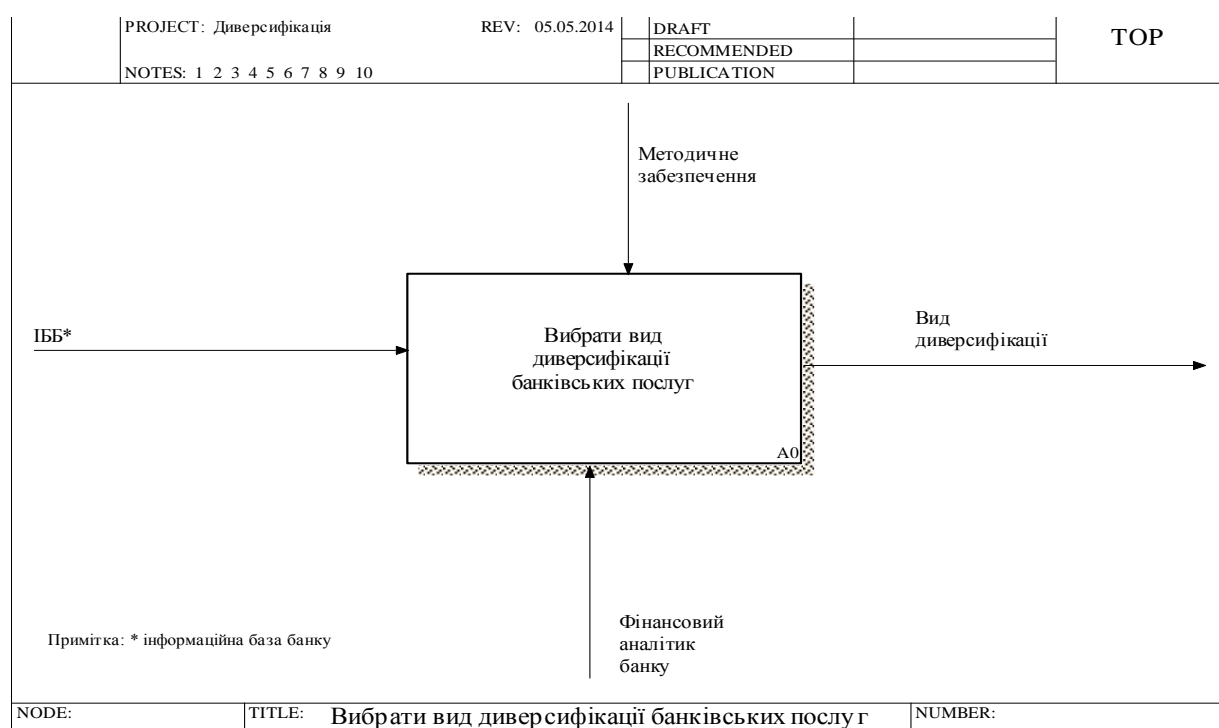 PROJECT: Диверсифікація REV: 05.05.2014 DRAFT TOP
RECOMMENDED
NOTES: 1 2 3 4 5 6 7 8 9 10 PUBLICATION
Методичне
забезпечення
ІББ*
Вибрати вид
диверсифікації
банківських послуг
A0
Вид
диверсифікації
Фінансовий
аналітик
банку
Примітка: * інформаційна база банку
NODE: TITLE: Вибрати вид диверсифікації банківських послуг NUMBER: